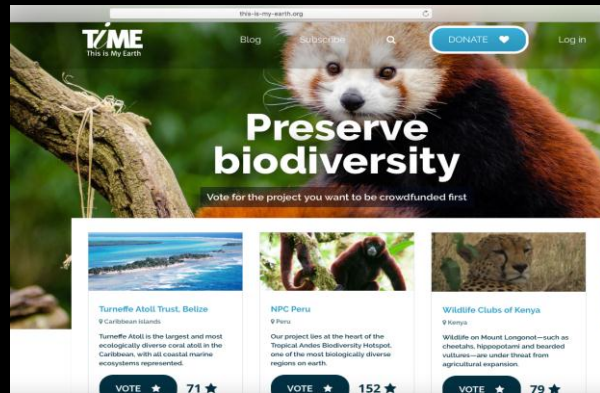 this-is-my-earth.org
TiME
This is My Earth
Blog
Subscribe
DONATE
Log in
Preserve
biodiversity
Vote for the project you want to be crowdfunded first
Turneffe Atoll Trust, Belize
Caribbean islands
Turneffe Atoll is the largest and most
ecologically diverse coral atoll in the
Caribbean, with all coastal marine
ecosystems represented.
VOTE ★ 71 ★
NPC Peru
Peru
Our project lies at the heart of the
Tropical Andes Biodiversity Hotspot,
one of the most biologically diverse
regions on earth.
VOTE ★ 152 ★
Wildlife Clubs of Kenya
Kenya
Wildlife on Mount Longonot—such as
cheetahs, hippopotami and bearded
vultures—are under threat from
agricultural expansion.
VOTE ★ 79 ★